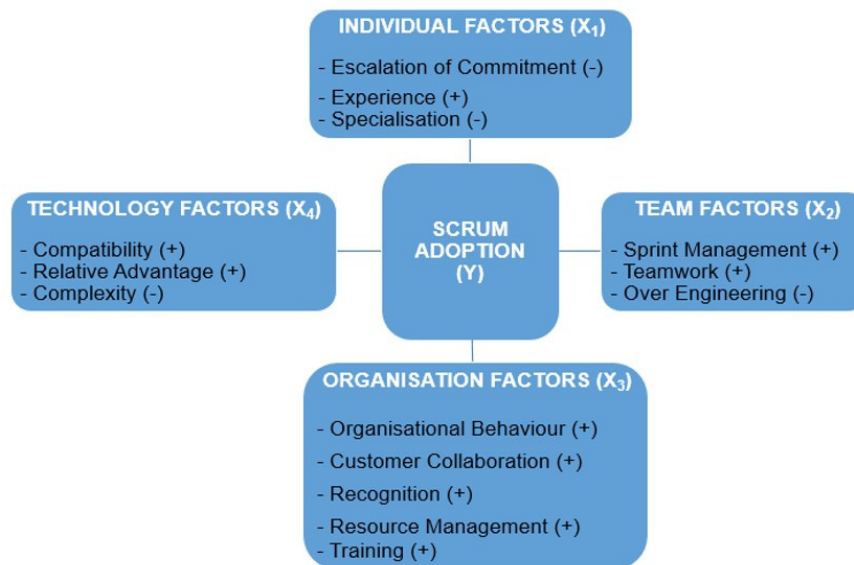 INDIVIDUAL FACTORS (X₁)
- Escalation of Commitment (-)
- Experience (+)
- Specialisation (-)
TECHNOLOGY FACTORS (X₄)
- Compatibility (+)
- Relative Advantage (+)
- Complexity (-)
SCRUM
ADOPTION
(Y)
TEAM FACTORS (X₂)
- Sprint Management (+)
- Teamwork (+)
- Over Engineering (-)
ORGANISATION FACTORS (X₃)
- Organisational Behaviour (+)
- Customer Collaboration (+)
- Recognition (+)
- Resource Management (+)
- Training (+)